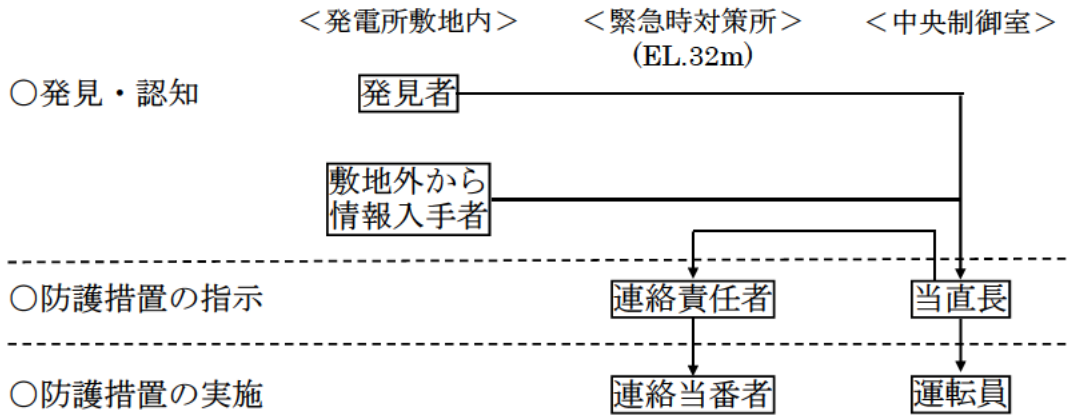 ＜発電所敷地内＞ ＜緊急時対策所＞ ＜中央制御室＞
(EL.32m)
○発見・認知 発見者
敷地外から
情報入手者
○防護措置の指示 連絡責任者 当直長
○防護措置の実施 連絡当番者 運転員